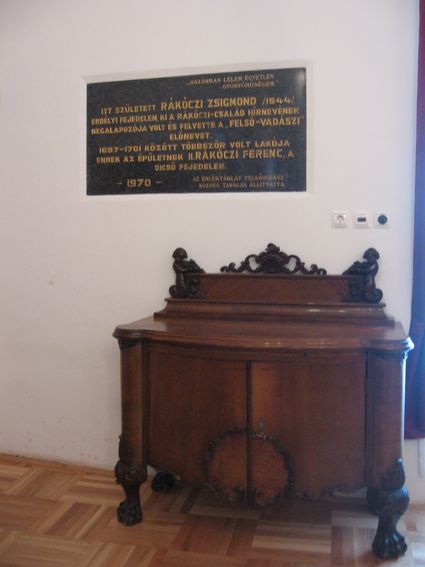 „HAZÁMBAN LELEM EGYETLEN
GYÖNYÖRŰSÉGEM.”
ITT SZÜLETETT RÁKÓCZI ZSIGMOND /1544/
ERDÉLYI FEJEDELEM, KI A RÁKÓCZI-CSALÁD HÍRNEVÉNEK
MEGALAPOZÓJA VOLT ÉS FELVETTE A „FELSŐ-VADÁSZI”
ELŐNEVET.
1697-1701 KÖZÖTT TÖBBSZÖR VOLT LAKÓJA
ENNEK AZ ÉPÜLETNEK II. RÁKÓCZI FERENC, A
DICSŐ FEJEDELEM.
- 1970 -
AZ EMLÉKTÁBLÁT FELSŐVADÁSZ
KÖZSÉG TANÁCSA ÁLLÍTTATTA